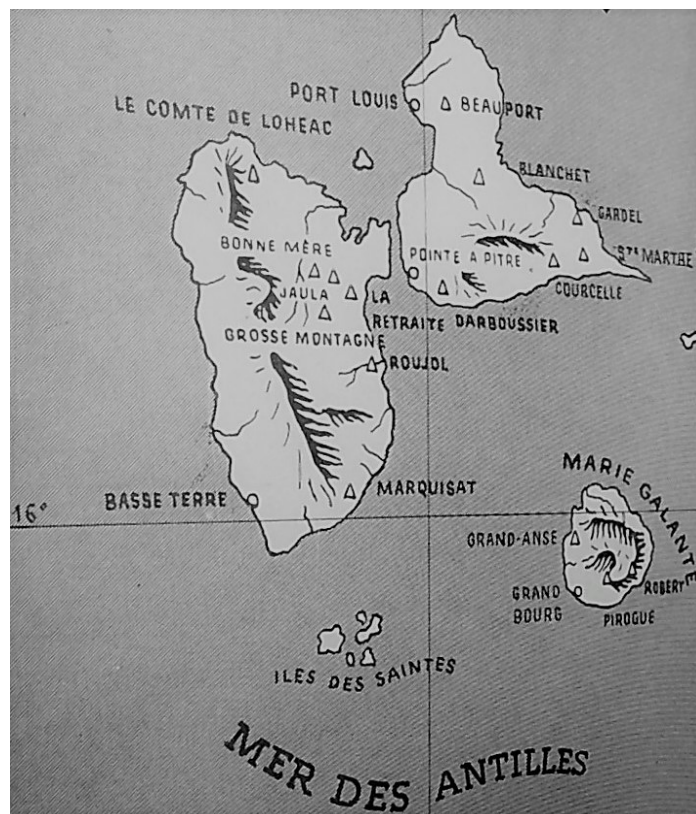 PORT LOUIS
BEAUPORT
LE COMTE DE LOHEAC
BLANCHET
GARDEL
BONNE MÈRE
POINTE A PITRE
STE MARTHE
JAULA
LA
RETRAITE
COURCELLE
DARBOUSSIER
GROSSE MONTAGNE
ROUJOL
MARIE GALANTE
BASSE TERRE
MARQUISAT
16°
GRAND-ANSE
ROBERT
GRAND
BOURG
PIROGUE
ILES DES SAINTES
MER DES ANTILLES